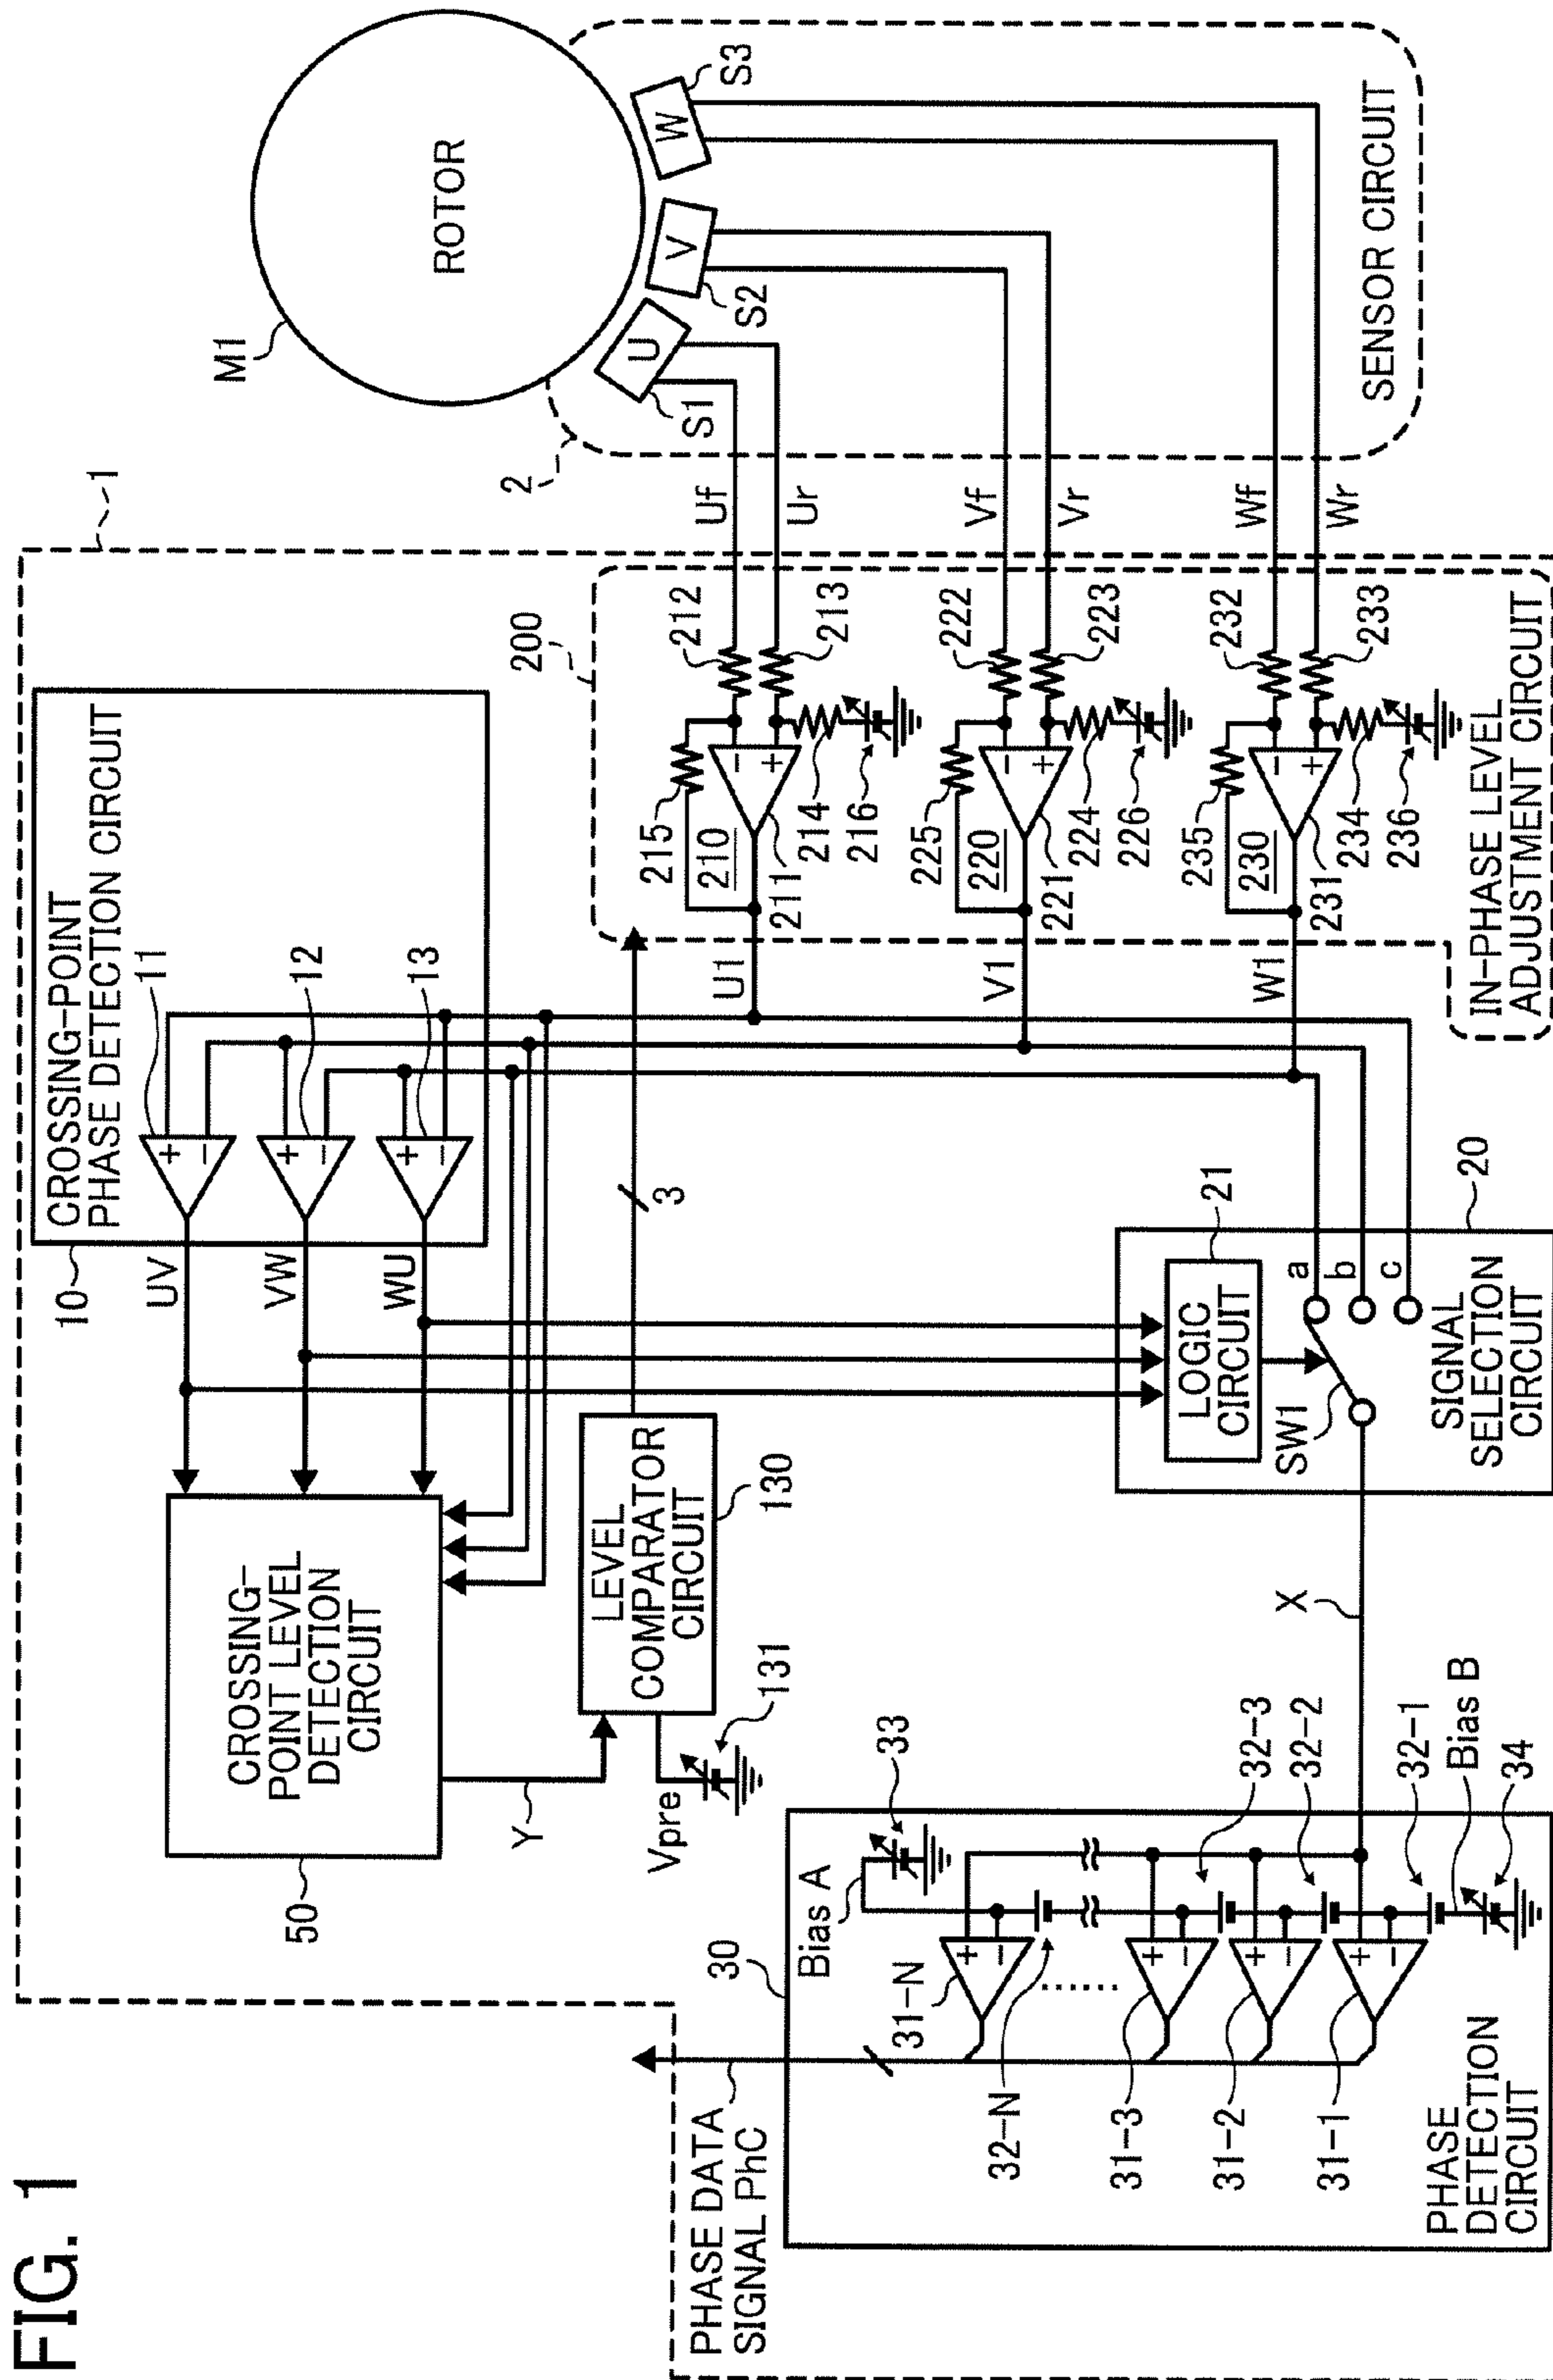 FIG. 1
1
CROSSING-POINT
PHASE DETECTION CIRCUIT
10
11
12
13
+
−
+
−
+
−
UV
VW
WU
CROSSING-
POINT LEVEL
DETECTION
CIRCUIT
50
Y
LEVEL
COMPARATOR
CIRCUIT
130
131
Vpre
3
M1
ROTOR
U
V
W
S1
S2
S3
2
SENSOR CIRCUIT
Uf
Ur
Vf
Vr
Wf
Wr
200
212
213
215
210
−
+
211
214
216
U1
222
223
225
220
−
+
221
224
226
V1
232
233
235
230
−
+
231
234
236
W1
IN-PHASE LEVEL
ADJUSTMENT CIRCUIT
20
21
LOGIC
CIRCUIT
SW1
a
b
c
SIGNAL
SELECTION
CIRCUIT
X
30
Bias A
33
31-N
32-N
32-3
32-2
32-1
Bias B
34
+
−
+
−
+
−
+
−
31-3
31-2
31-1
PHASE
DETECTION
CIRCUIT
PHASE DATA
SIGNAL PhC